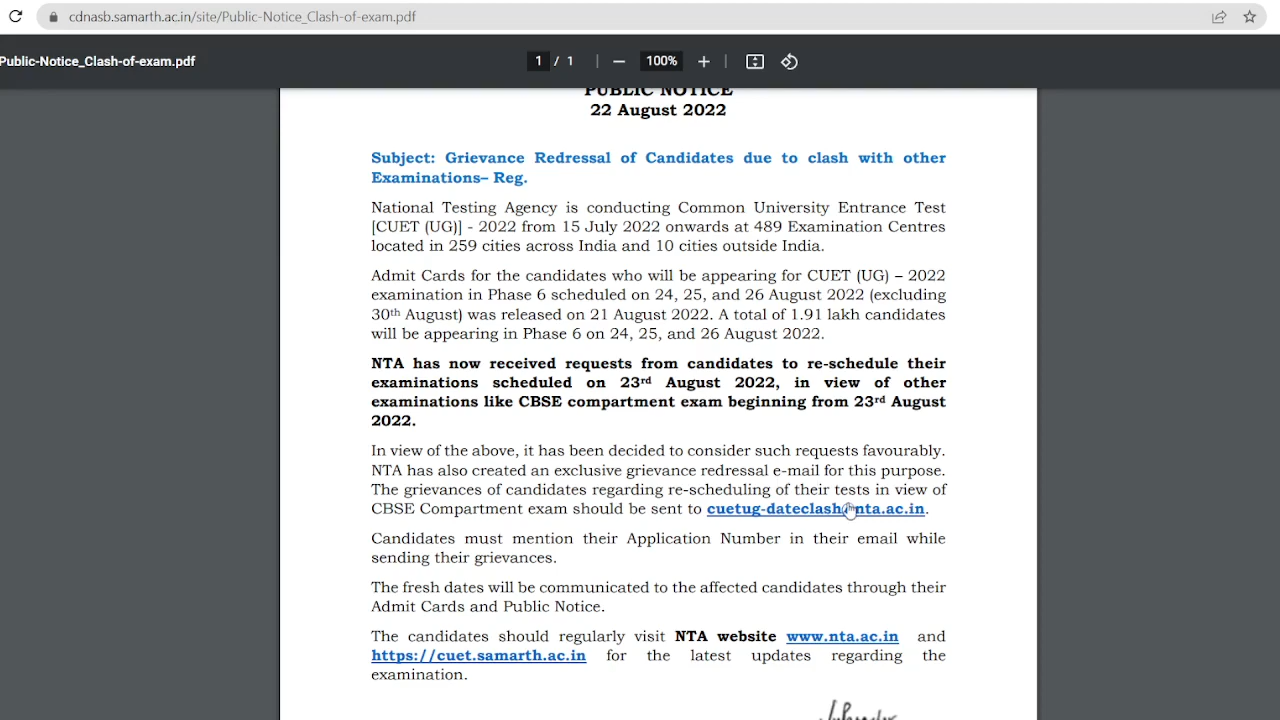 cdnasb.samarth.ac.in/site/Public-Notice_Clash-of-exam.pdf
Public-Notice_Clash-of-exam.pdf
1 / 1
100%
PUBLIC NOTICE
22 August 2022
Subject: Grievance Redressal of Candidates due to clash with other
Examinations– Reg.
National Testing Agency is conducting Common University Entrance Test
[CUET (UG)] - 2022 from 15 July 2022 onwards at 489 Examination Centres
located in 259 cities across India and 10 cities outside India.
Admit Cards for the candidates who will be appearing for CUET (UG) – 2022
examination in Phase 6 scheduled on 24, 25, and 26 August 2022 (excluding
30th August) was released on 21 August 2022. A total of 1.91 lakh candidates
will be appearing in Phase 6 on 24, 25, and 26 August 2022.
NTA has now received requests from candidates to re-schedule their
examinations scheduled on 23rd August 2022, in view of other
examinations like CBSE compartment exam beginning from 23rd August
2022.
In view of the above, it has been decided to consider such requests favourably.
NTA has also created an exclusive grievance redressal e-mail for this purpose.
The grievances of candidates regarding re-scheduling of their tests in view of
CBSE Compartment exam should be sent to cuetug-dateclash@nta.ac.in.
Candidates must mention their Application Number in their email while
sending their grievances.
The fresh dates will be communicated to the affected candidates through their
Admit Cards and Public Notice.
The candidates should regularly visit NTA website www.nta.ac.in and
https://cuet.samarth.ac.in for the latest updates regarding the
examination.